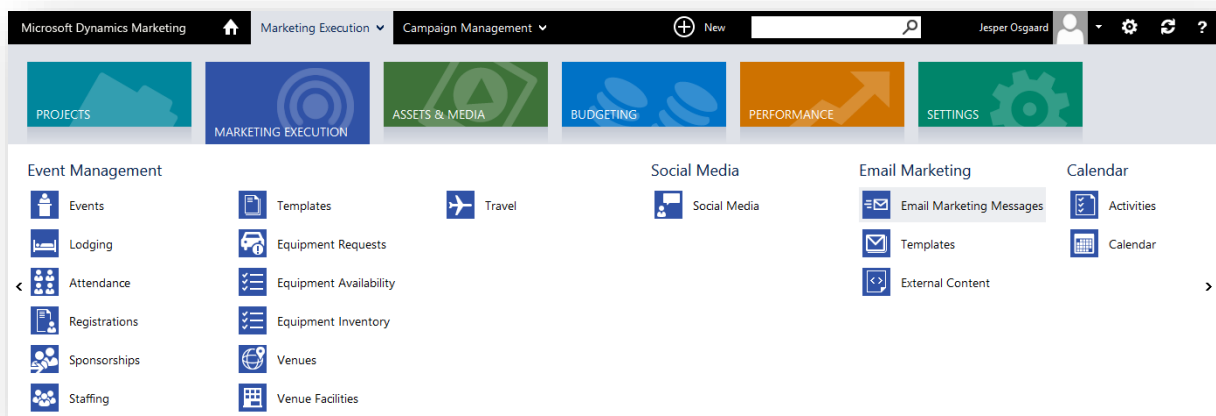 Microsoft Dynamics Marketing Marketing Execution Campaign Management New Jesper Osgaard ?
PROJECTS
MARKETING EXECUTION
ASSETS & MEDIA
BUDGETING
PERFORMANCE
SETTINGS
Event Management
Events
Lodging
Attendance
Registrations
Sponsorships
Staffing
Templates
Equipment Requests
Equipment Availability
Equipment Inventory
Venues
Venue Facilities
Travel
Social Media
Social Media
Email Marketing
Email Marketing Messages
Templates
External Content
Calendar
Activities
Calendar